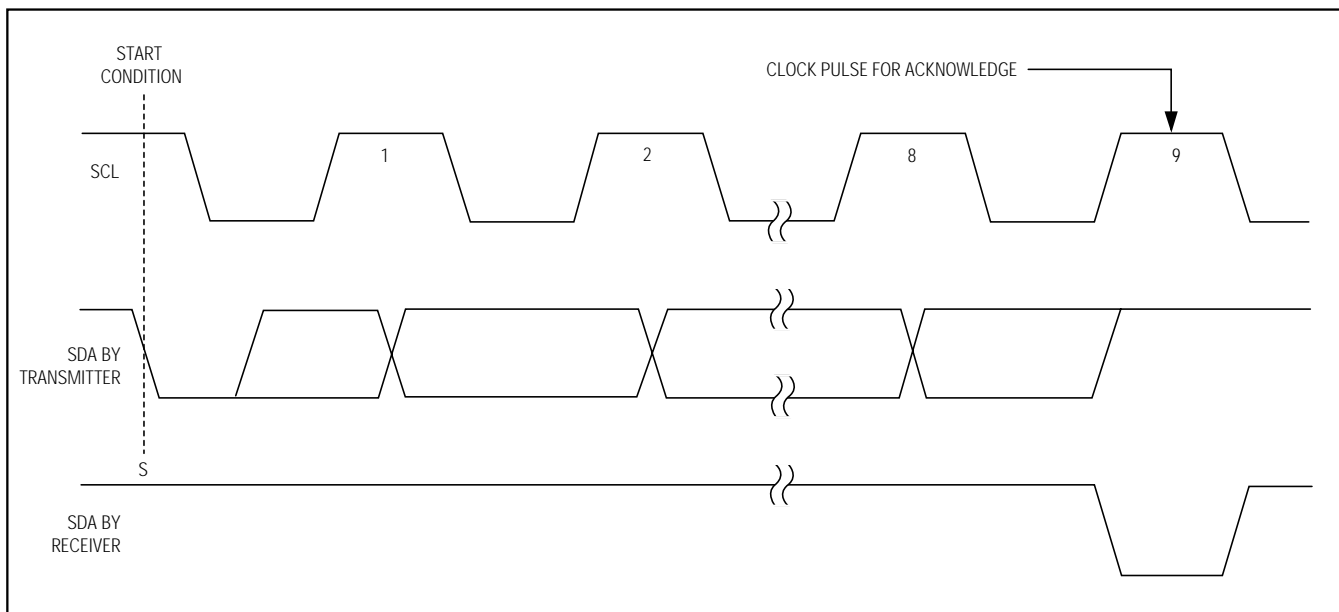 START
CONDITION
CLOCK PULSE FOR ACKNOWLEDGE
SCL
1
2
8
9
SDA BY
TRANSMITTER
S
SDA BY
RECEIVER